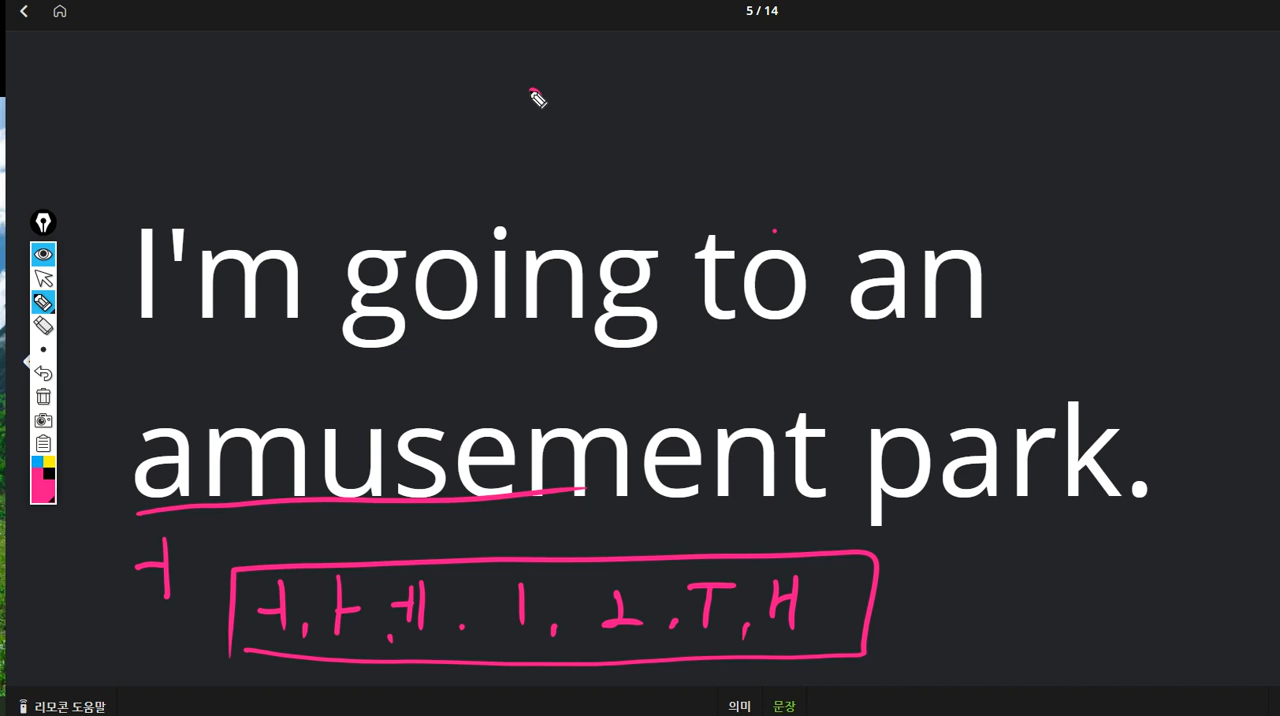 5 / 14
I'm going to an
amusement park.
ㅓ
ㅓ, ㅏ, ㅔ. ㅣ, ㅗ. ㅜ, ㅐ
리모콘 도움말 의미 문장